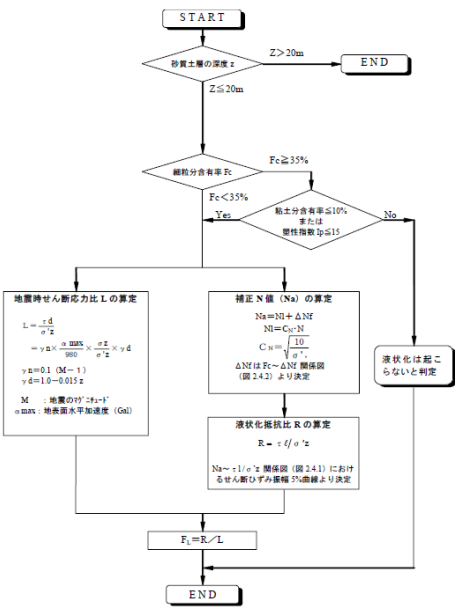 START
Z＞20m
砂質土層の深度 z
END
Z≦20m
Fc≧35%
細粒分含有率 Fc
Fc＜35%
粘土分含有率≦10%
Yes
または
No
塑性指数 Ip≦15
地震時せん断応力比 L の算定
L＝τd／σ'z
＝γn×α max／980×σz／σ'z×γd
γn＝0.1（M－1）
γd＝1.0－0.015 z
M ：地震のマグニチュード
α max：地表面水平加速度（Gal）
補正 N 値（Na）の算定
Na＝Nl＋ΔNf
Nl＝CN·N
CN＝√10／σ'z
ΔNf は Fc～ΔNf 関係図
（図 2.4.2）より決定
液状化は起こ
らないと判定
液状化抵抗比 R の算定
R＝τℓ/σ'z
Na～τ1/σ'z 関係図（図 2.4.1）におけ
るせん断ひずみ振幅 5%曲線より決定
FL＝R／L
END